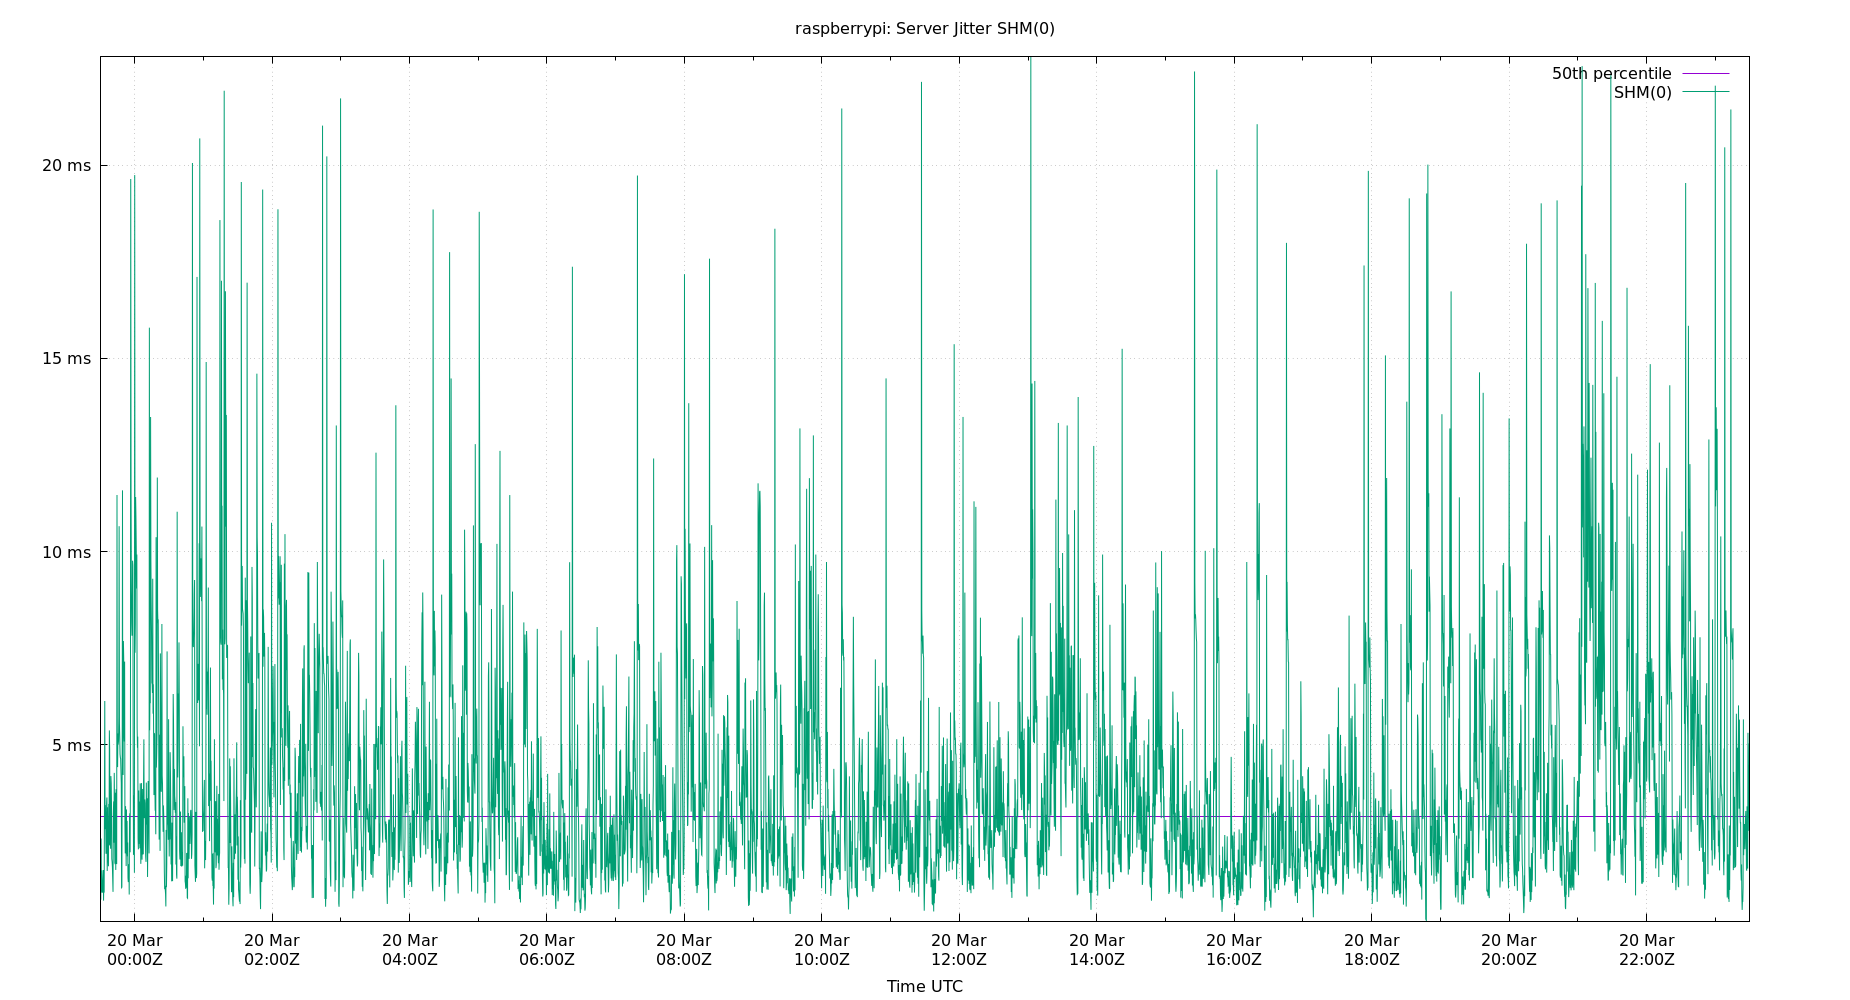 raspberrypi: Server Jitter SHM(0)
50th percentile
SHM(0)
20 ms
15 ms
10 ms
5 ms
20 Mar 20 Mar 20 Mar 20 Mar 20 Mar 20 Mar 20 Mar 20 Mar 20 Mar 20 Mar 20 Mar 20 Mar
00:00Z 02:00Z 04:00Z 06:00Z 08:00Z 10:00Z 12:00Z 14:00Z 16:00Z 18:00Z 20:00Z 22:00Z
Time UTC